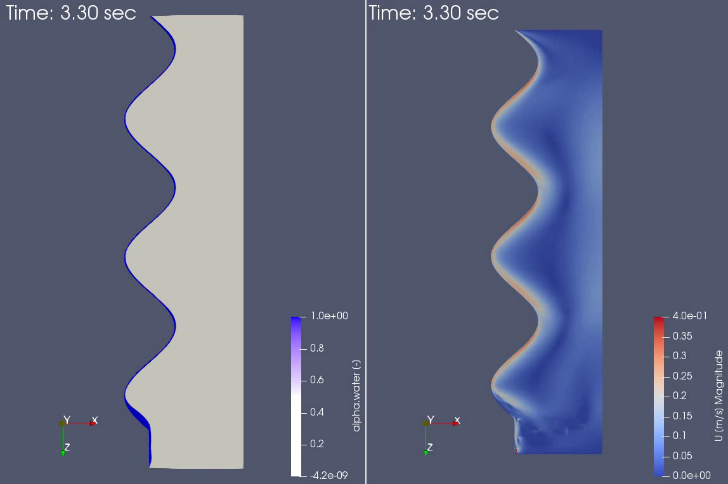 Time: 3.30 sec
Time: 3.30 sec
1.0e+00
0.8
0.6
0.4
0.2
-4.2e-09
alpha.water (-)
Y
X
Z
4.0e-01
0.35
0.3
0.25
0.2
0.15
0.1
0.05
0.0e+00
U (m/s) Magnitude
Y
X
Z